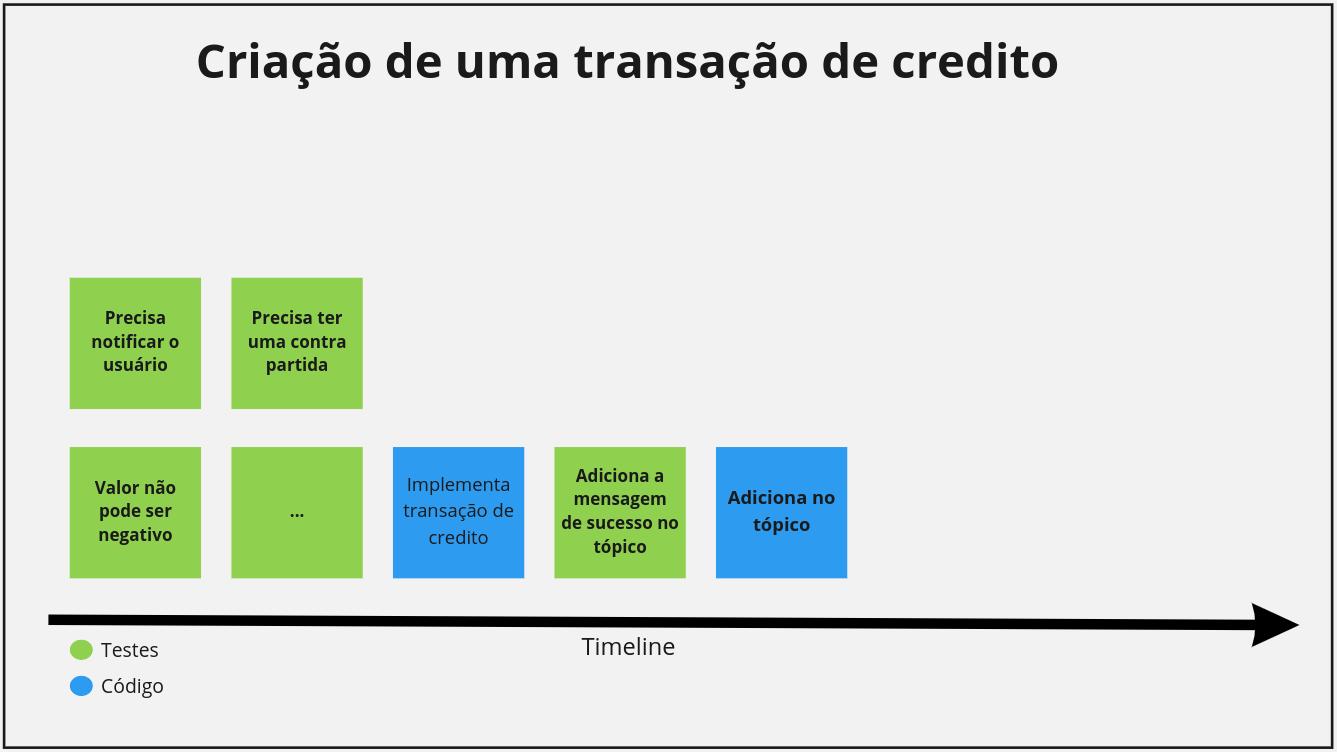 Criação de uma transação de credito
Precisa
notificar o
usuário
Precisa ter
uma contra
partida
Valor não
pode ser
negativo
...
Implementa
transação de
credito
Adiciona a
mensagem
de sucesso no
tópico
Adiciona no
tópico
Timeline
Testes
Código